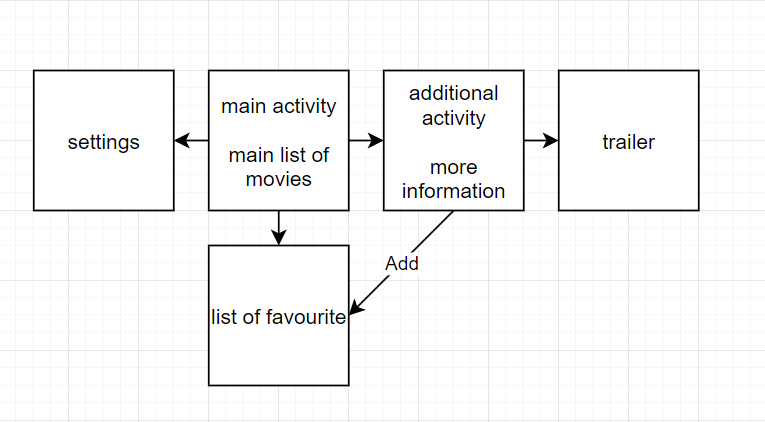 settings
main activity
main list of
movies
additional
activity
more
information
trailer
Add
list of favourite